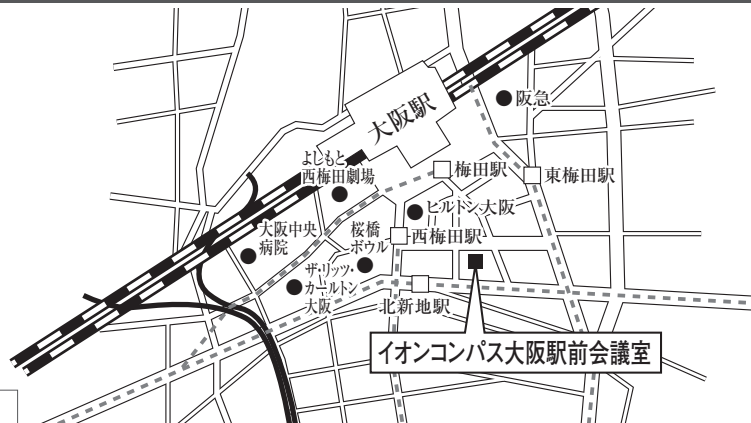 大阪駅
阪急
よしもと
西梅田劇場
梅田駅
東梅田駅
ヒルトン大阪
大阪中央
病院
桜橋
ボウル
西梅田駅
ザ・リッツ・
カールトン
大阪
北新地駅
イオンコンパス大阪駅前会議室